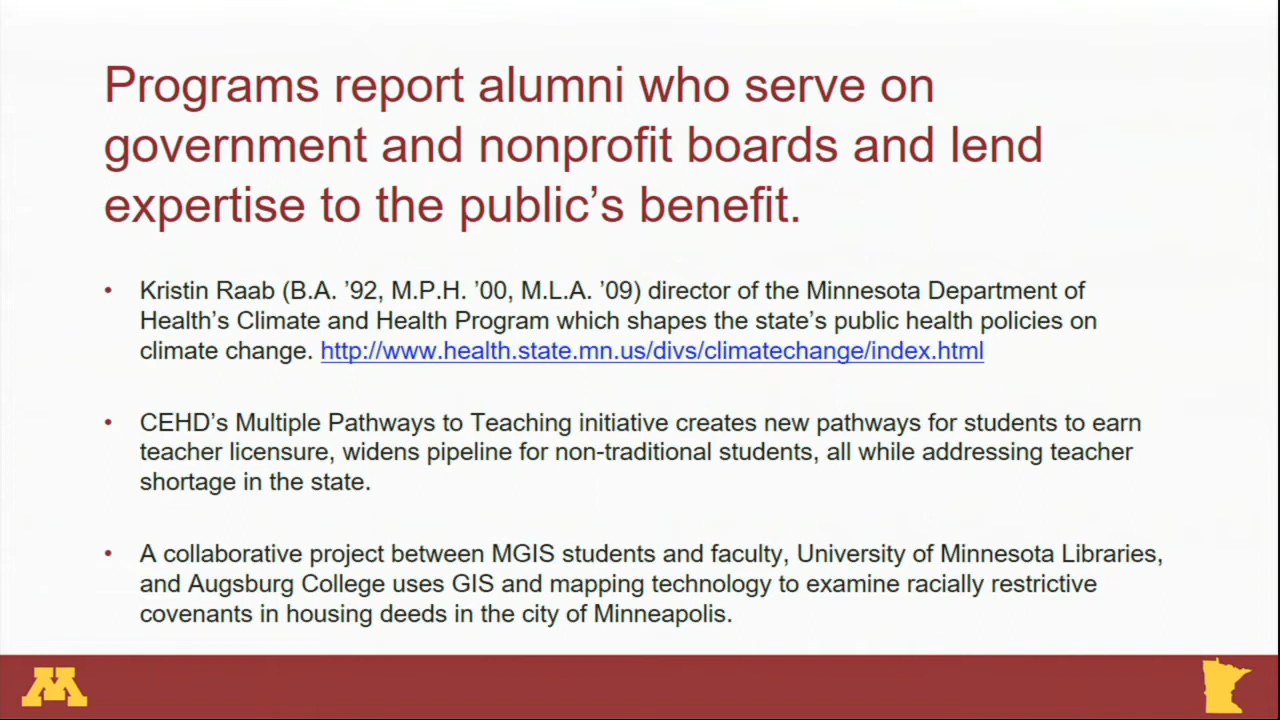 Programs report alumni who serve on
government and nonprofit boards and lend
expertise to the public’s benefit.
• Kristin Raab (B.A. ’92, M.P.H. ’00, M.L.A. ’09) director of the Minnesota Department of
Health’s Climate and Health Program which shapes the state’s public health policies on
climate change. http://www.health.state.mn.us/divs/climatechange/index.html
• CEHD’s Multiple Pathways to Teaching initiative creates new pathways for students to earn
teacher licensure, widens pipeline for non-traditional students, all while addressing teacher
shortage in the state.
• A collaborative project between MGIS students and faculty, University of Minnesota Libraries,
and Augsburg College uses GIS and mapping technology to examine racially restrictive
covenants in housing deeds in the city of Minneapolis.
M